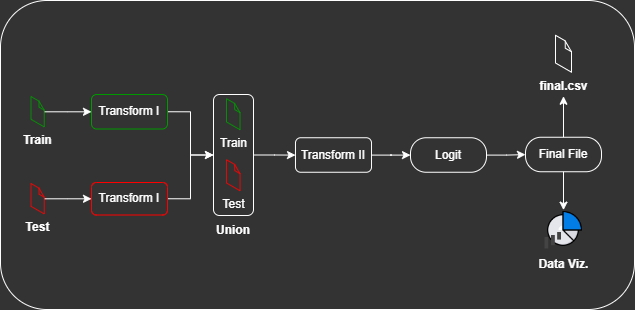 final.csv
Train
Transform I
Train
Test
Union
Test
Transform I
Transform II
Logit
Final File
Data Viz.